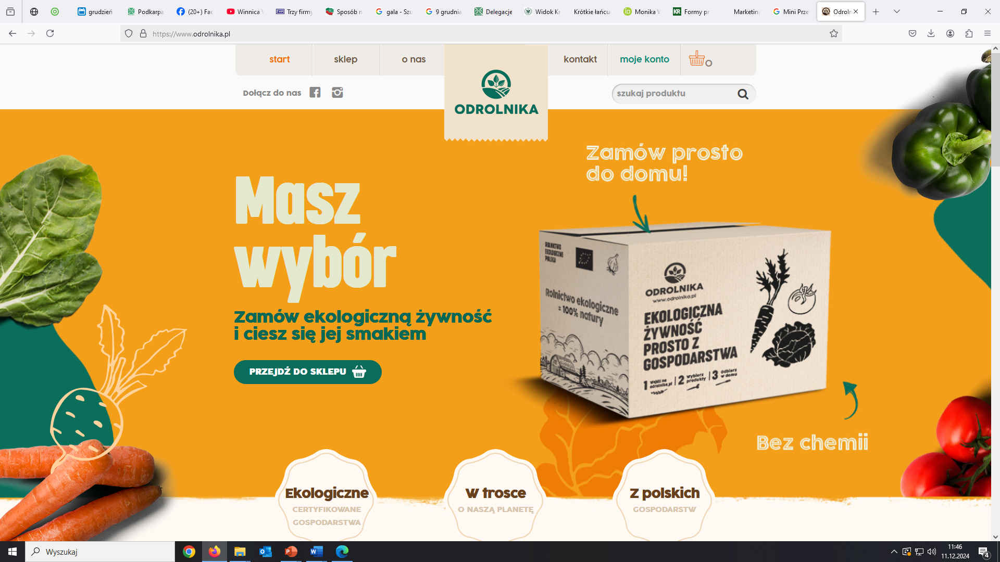 grudzień
Podkarpa
(20+) Fac
Winnica
Trzy firmy
Sposób n
gala - Szu
9 grudnia
Delegacje
Widok Kr
Krótkie łańcu
Monika W
Formy pr
Marketing
Mini Prze
Odroln
https://www.odrolnika.pl
start
sklep
o nas
kontakt
moje konto
0
Dołącz do nas
szukaj produktu
ODROLNIKA
Zamów prosto
do domu!
Masz
wybór
Zamów ekologiczną żywność
i ciesz się jej smakiem
PRZEJDŹ DO SKLEPU
ROLNICTWO
EKOLOGICZNE
POLSKA
Rolnictwo ekologiczne
= 100% natury
ODROLNIKA
www.odrolnika.pl
EKOLOGICZNA
ŻYWNOŚĆ
PROSTO Z
GOSPODARSTWA
1 Wejdź na odrolnika.pl
2 Wybierz produkty
3 Odbierz w domu
Bez chemii
Ekologiczne
CERTYFIKOWANE
GOSPODARSTWA
W trosce
O NASZĄ PLANETĘ
Z polskich
GOSPODARSTW
Wyszukaj
11:46
11.12.2024
4